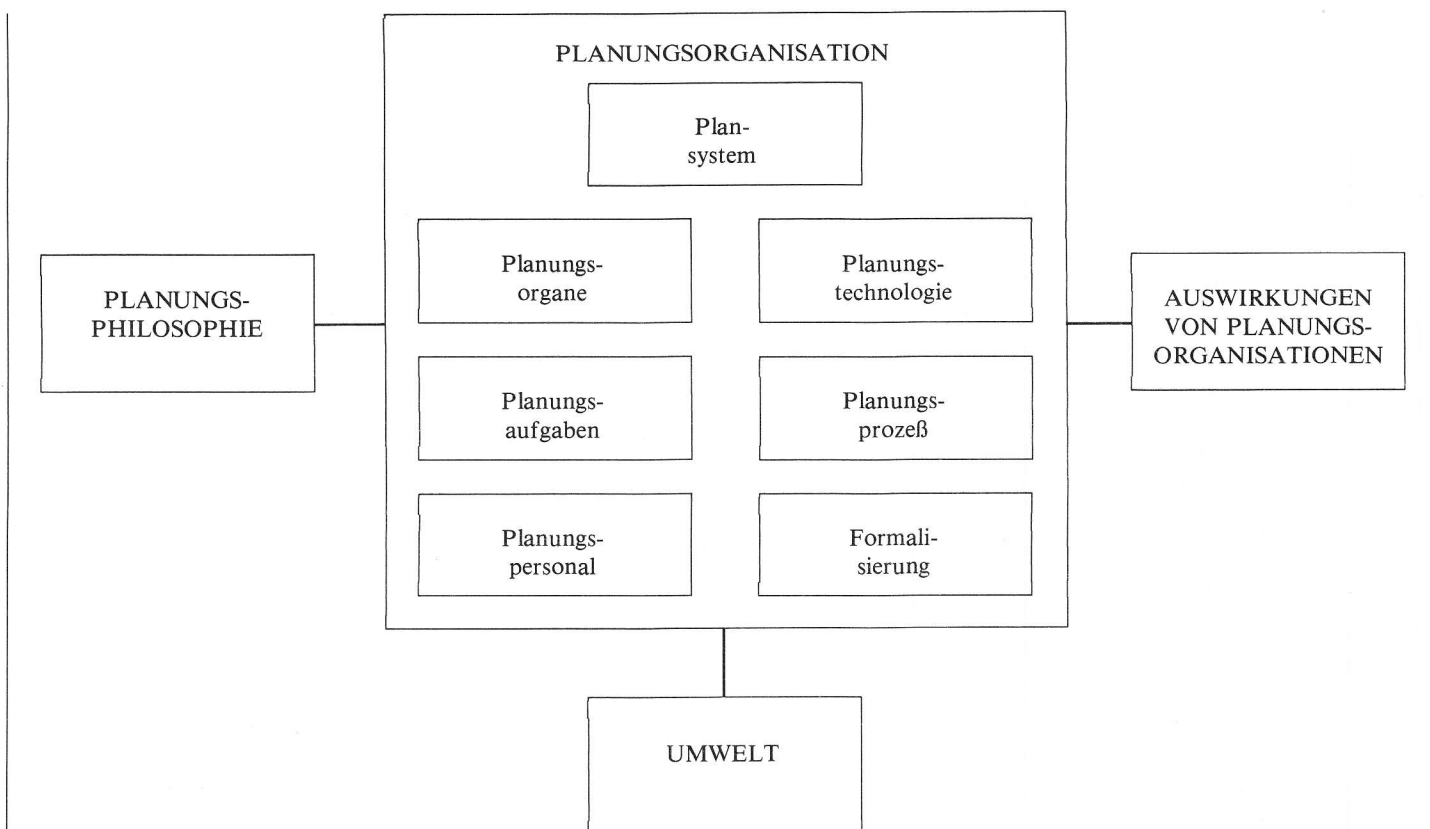 PLANUNGSORGANISATION
Plan-
system
Planungs-
organe
Planungs-
technologie
PLANUNGS-
PHILOSOPHIE
AUSWIRKUNGEN
VON PLANUNGS-
ORGANISATIONEN
Planungs-
aufgaben
Planungs-
prozeß
Planungs-
personal
Formali-
sierung
UMWELT